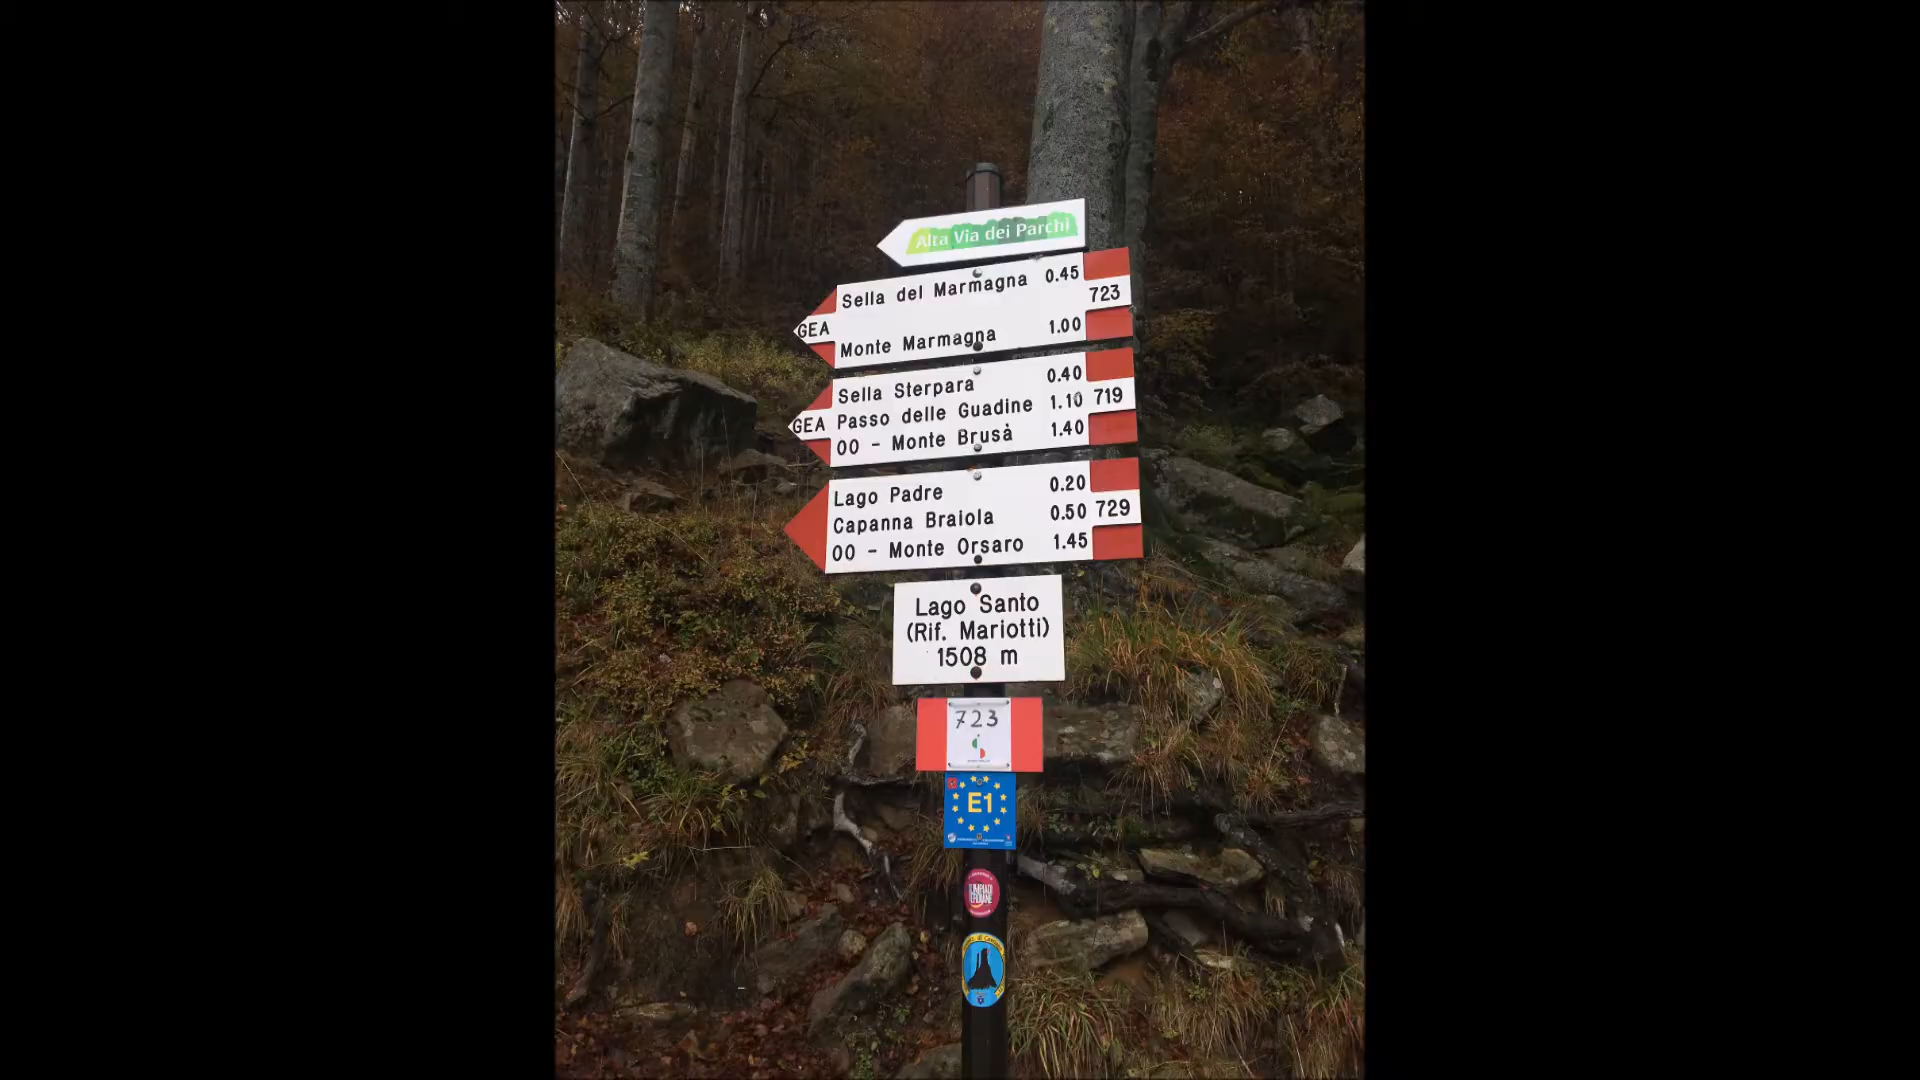 Alta Via dei Parchi
Sella del Marmagna 0.45
723
GEA
Monte Marmagna 1.00
Sella Sterpara 0.40
GEA Passo delle Guadine 1.10 719
00 - Monte Brusà 1.40
Lago Padre 0.20
Capanna Braiola 0.50 729
00 - Monte Orsaro 1.45
Lago Santo
(Rif. Mariotti)
1508 m
723
E1